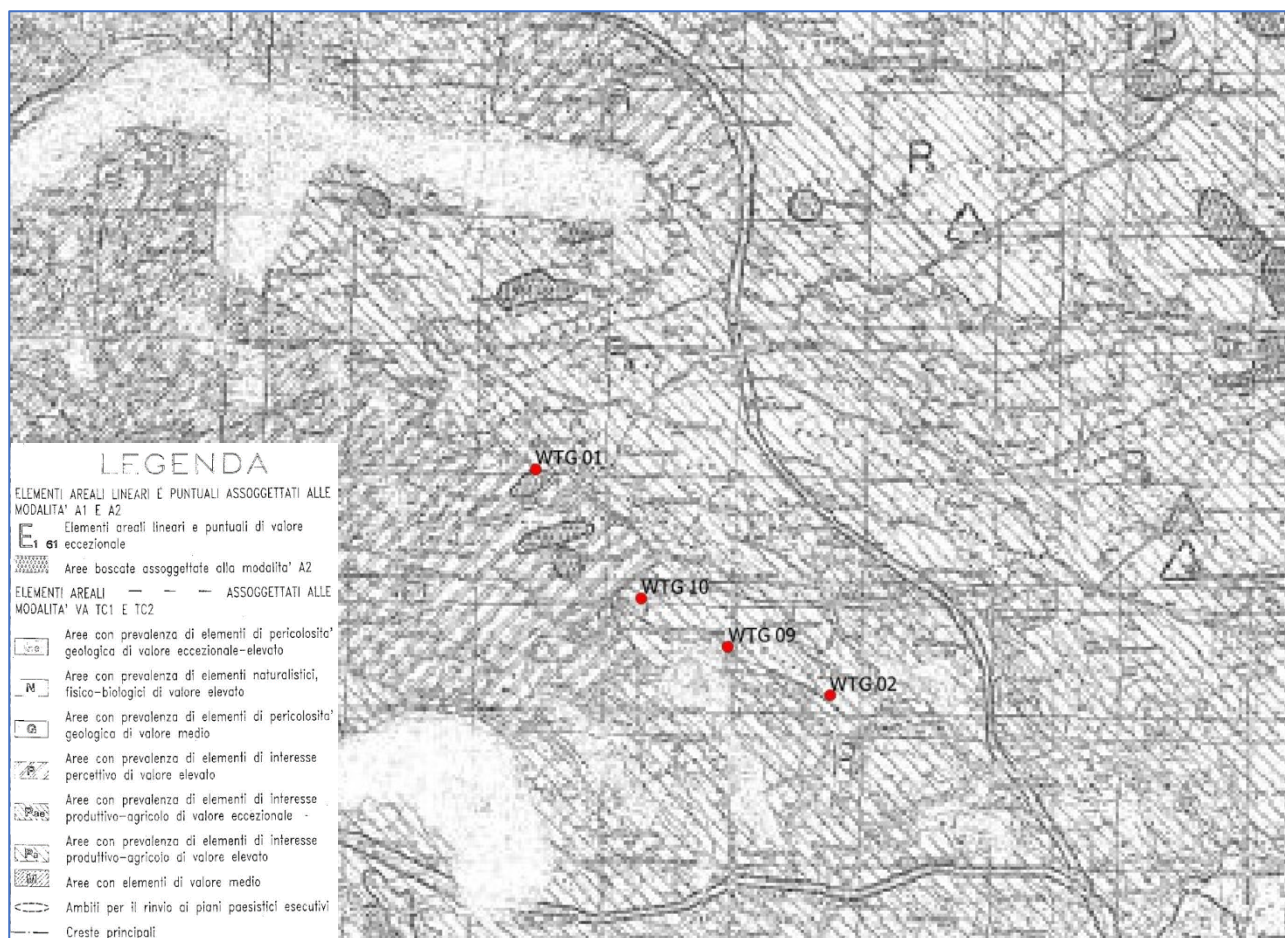 R
WTG 01
WTG 10
WTG 09
WTG 02
LEGENDA
ELEMENTI AREALI LINEARI E PUNTUALI ASSOGGETTATI ALLE
MODALITA' A1 E A2
E1 61 Elementi areali lineari e puntuali di valore
eccezionale
Aree boscate assoggettate alla modalita' A2
ELEMENTI AREALI — — — ASSOGGETTATI ALLE
MODALITA' VA TC1 E TC2
Aree con prevalenza di elementi di pericolosita'
geologica di valore eccezionale-elevato
N Aree con prevalenza di elementi naturalistici,
fisico-biologici di valore elevato
G Aree con prevalenza di elementi di pericolosita'
geologica di valore medio
P Aree con prevalenza di elementi di interesse
percettivo di valore elevato
Pae Aree con prevalenza di elementi di interesse
produttivo-agricolo di valore eccezionale
Pa Aree con prevalenza di elementi di interesse
produttivo-agricolo di valore elevato
M Aree con elementi di valore medio
Ambiti per il rinvio ai piani paesistici esecutivi
Creste principali